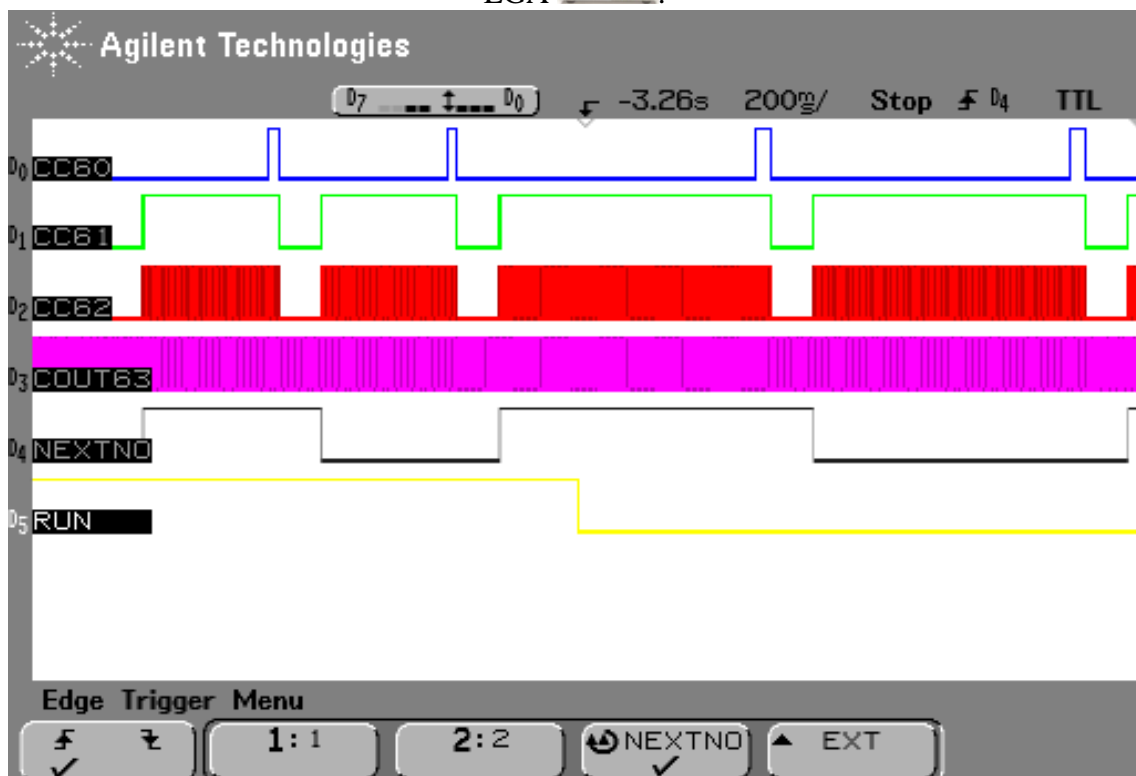 Agilent Technologies
D7 D0 -3.26s 200ms/ Stop D4 TTL
D0 CC60
D1 CC61
D2 CC62
D3 COUT63
D4 NEXTNO
D5 RUN
Edge Trigger Menu
1: 1 2: 2 NEXTNO EXT